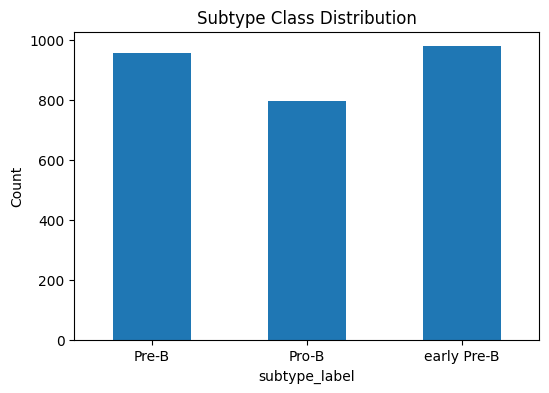 Subtype Class Distribution
1000
800
600
400
200
0
Count
Pre-B
Pro-B
early Pre-B
subtype_label